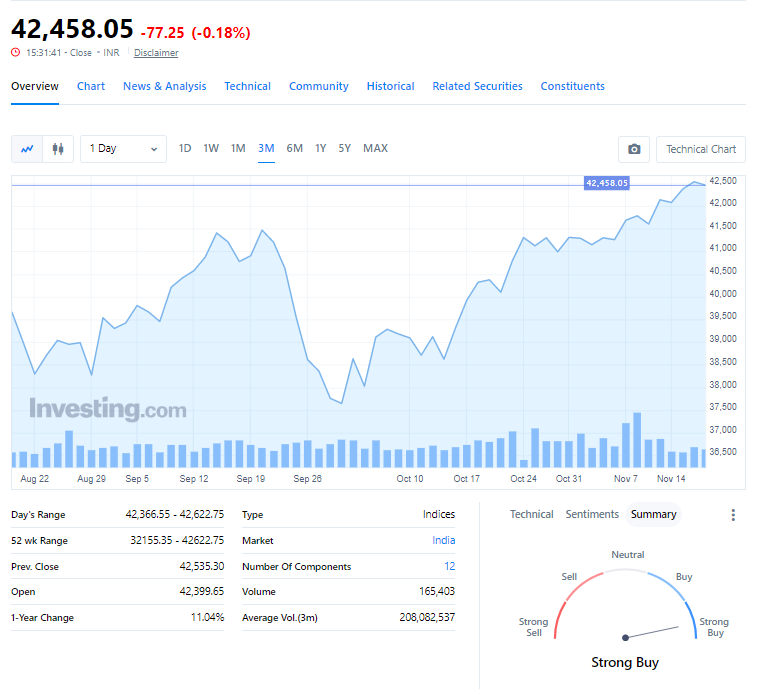 42,458.05 -77.25 (-0.18%)
15:31:41 - Close • INR Disclaimer
Overview Chart News & Analysis Technical Community Historical Related Securities Constituents
1 Day 1D 1W 1M 3M 6M 1Y 5Y MAX Technical Chart
42,458.05
42,500
42,000
41,500
41,000
40,500
40,000
39,500
39,000
38,500
38,000
37,500
37,000
36,500
Investing.com
Aug 22 Aug 29 Sep 5 Sep 12 Sep 19 Sep 26 Oct 10 Oct 17 Oct 24 Oct 31 Nov 7 Nov 14
Day's Range 42,366.55 - 42,622.75
52 wk Range 32155.35 - 42622.75
Prev. Close 42,535.30
Open 42,399.65
1-Year Change 11.04%
Type Indices
Market India
Number Of Components 12
Volume 165,403
Average Vol.(3m) 208,082,537
Technical Sentiments Summary
Neutral
Sell Buy
Strong Sell
Strong Buy
Strong Buy